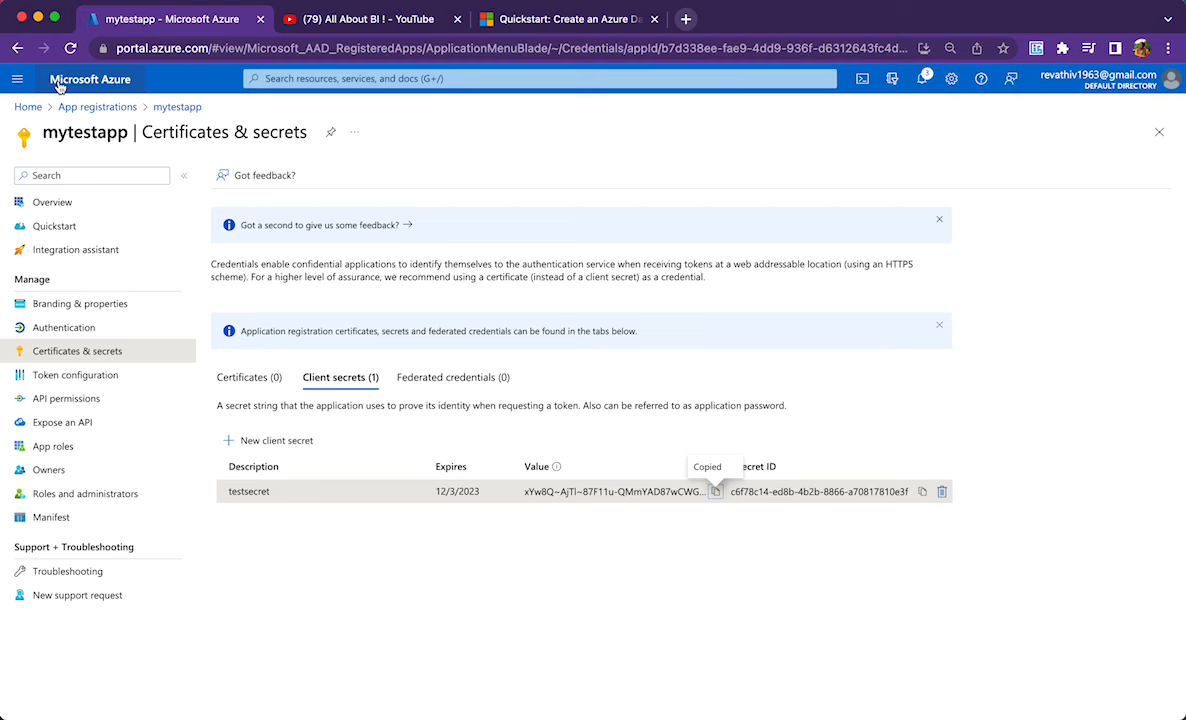 mytestapp - Microsoft Azure
(79) All About BI ! - YouTube
Quickstart: Create an Azure Da
portal.azure.com/#view/Microsoft_AAD_RegisteredApps/ApplicationMenuBlade/~/Credentials/appId/b7d338ee-fae9-4dd9-936f-d6312643fc4d...
Microsoft Azure
Search resources, services, and docs (G+/)
3
revathiv1963@gmail.com
DEFAULT DIRECTORY
Home > App registrations > mytestapp
mytestapp | Certificates & secrets
Search
Got feedback?
Overview
Quickstart
Integration assistant
Manage
Branding & properties
Authentication
Certificates & secrets
Token configuration
API permissions
Expose an API
App roles
Owners
Roles and administrators
Manifest
Support + Troubleshooting
Troubleshooting
New support request
Got a second to give us some feedback?
Credentials enable confidential applications to identify themselves to the authentication service when receiving tokens at a web addressable location (using an HTTPS
scheme). For a higher level of assurance, we recommend using a certificate (instead of a client secret) as a credential.
Application registration certificates, secrets and federated credentials can be found in the tabs below.
Certificates (0) Client secrets (1) Federated credentials (0)
A secret string that the application uses to prove its identity when requesting a token. Also can be referred to as application password.
New client secret
Copied
Description Expires Value ecret ID
testsecret 12/3/2023 xYw8Q~AjTl~87F11u-QMmYAD87wCWG... c6f78c14-ed8b-4b2b-8866-a70817810e3f